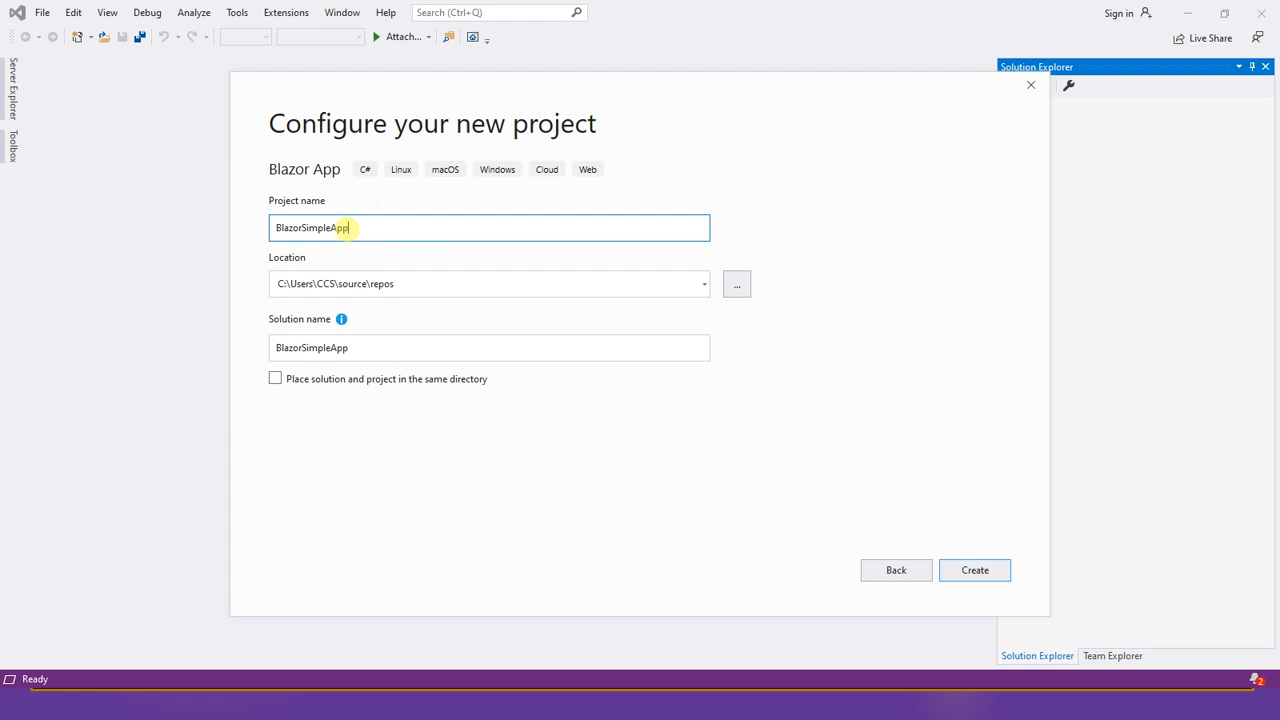 File Edit View Debug Analyze Tools Extensions Window Help Search (Ctrl+Q) Sign in
Attach... Live Share
Server Explorer
Toolbox
Solution Explorer
Configure your new project
Blazor App C# Linux macOS Windows Cloud Web
Project name
BlazorSimpleApp
Location
C:\Users\CCS\source\repos
...
Solution name
BlazorSimpleApp
Place solution and project in the same directory
Back Create
Solution Explorer Team Explorer
Ready 2